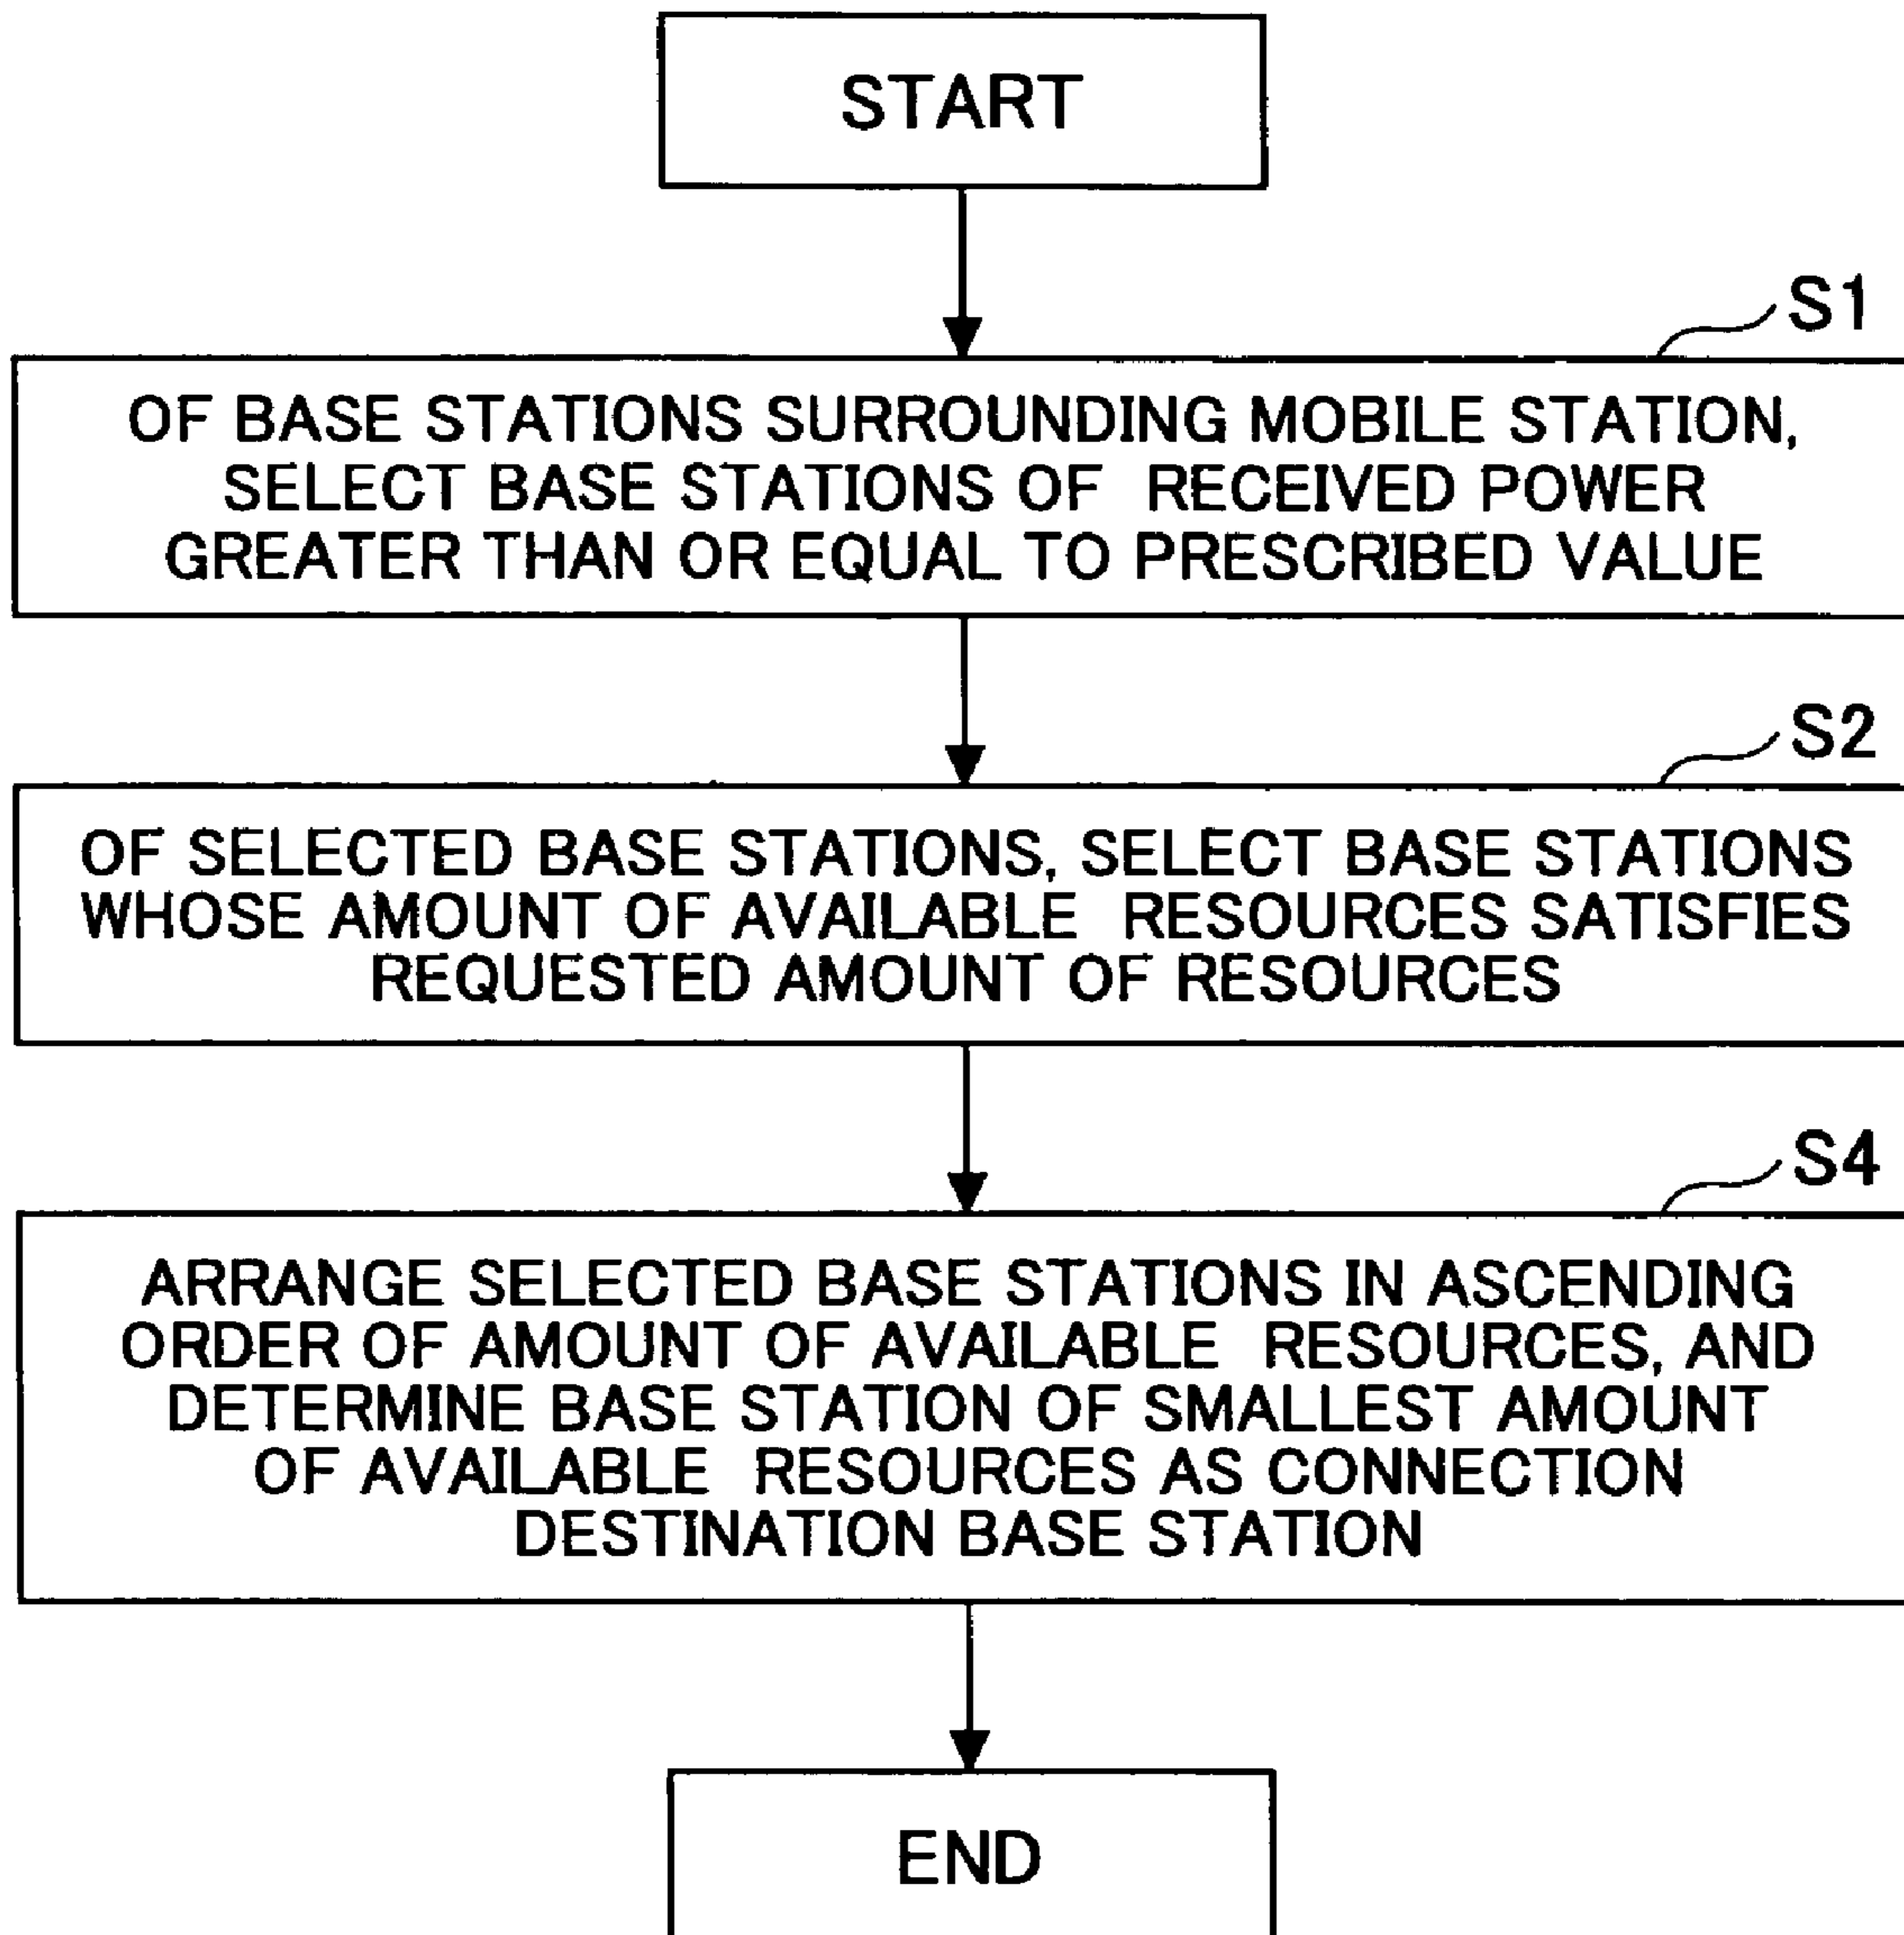 START
S1
OF BASE STATIONS SURROUNDING MOBILE STATION,
SELECT BASE STATIONS OF RECEIVED POWER
GREATER THAN OR EQUAL TO PRESCRIBED VALUE
S2
OF SELECTED BASE STATIONS, SELECT BASE STATIONS
WHOSE AMOUNT OF AVAILABLE RESOURCES SATISFIES
REQUESTED AMOUNT OF RESOURCES
S4
ARRANGE SELECTED BASE STATIONS IN ASCENDING
ORDER OF AMOUNT OF AVAILABLE RESOURCES, AND
DETERMINE BASE STATION OF SMALLEST AMOUNT
OF AVAILABLE RESOURCES AS CONNECTION
DESTINATION BASE STATION
END